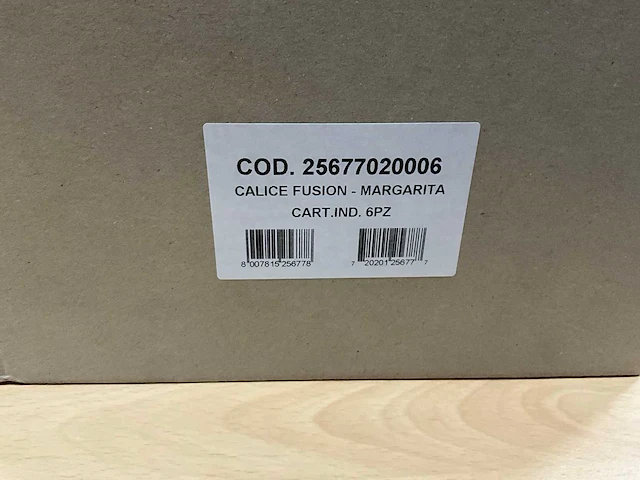 COD. 25677020006
CALICE FUSION - MARGARITA
CART.IND. 6PZ
8 007815 256778
7 20201 25677 7